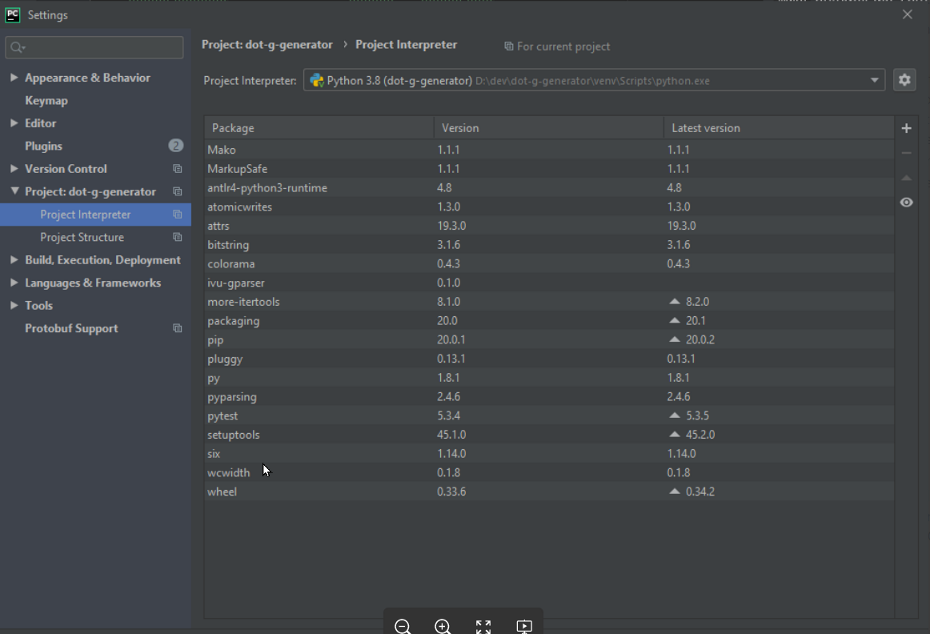 PC Settings
Project: dot-g-generator › Project Interpreter For current project
Appearance & Behavior
Keymap
Editor
Plugins 2
Version Control
Project: dot-g-generator
Project Interpreter
Project Structure
Build, Execution, Deployment
Languages & Frameworks
Tools
Protobuf Support
Project Interpreter: Python 3.8 (dot-g-generator) D:\dev\dot-g-generator\venv\Scripts\python.exe
Package Version Latest version
Mako 1.1.1 1.1.1
MarkupSafe 1.1.1 1.1.1
antlr4-python3-runtime 4.8 4.8
atomicwrites 1.3.0 1.3.0
attrs 19.3.0 19.3.0
bitstring 3.1.6 3.1.6
colorama 0.4.3 0.4.3
ivu-gparser 0.1.0
more-itertools 8.1.0 8.2.0
packaging 20.0 20.1
pip 20.0.1 20.0.2
pluggy 0.13.1 0.13.1
py 1.8.1 1.8.1
pyparsing 2.4.6 2.4.6
pytest 5.3.4 5.3.5
setuptools 45.1.0 45.2.0
six 1.14.0 1.14.0
wcwidth 0.1.8 0.1.8
wheel 0.33.6 0.34.2